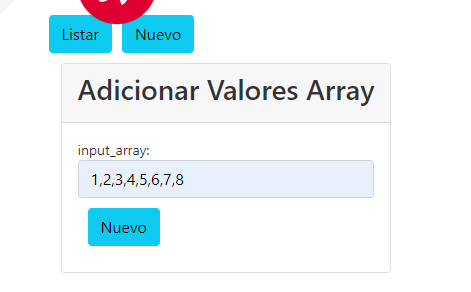 Listar Nuevo
Adicionar Valores Array
input_array:
1,2,3,4,5,6,7,8
Nuevo